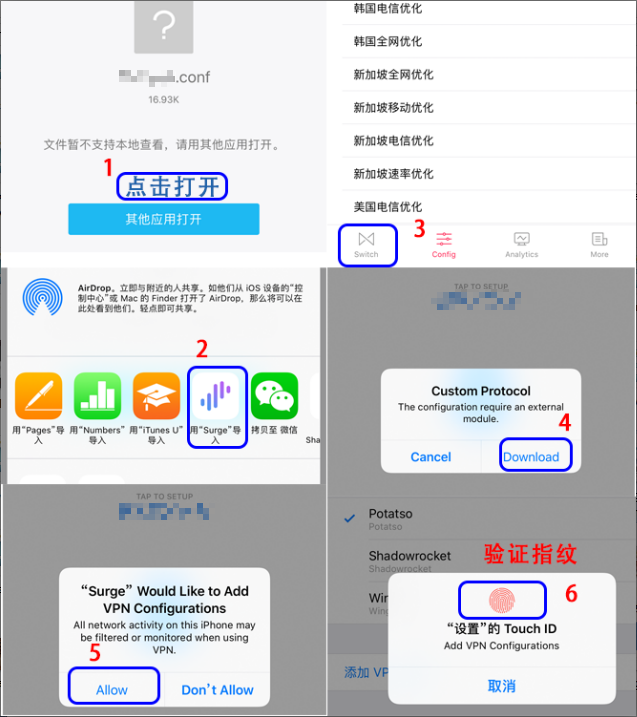 ?
.conf
16.93K
文件暂不支持本地查看，请用其他应用打开。
1
点击打开
其他应用打开
韩国电信优化
韩国全网优化
新加坡全网优化
新加坡移动优化
新加坡电信优化
新加坡速率优化
美国电信优化
3
Switch
Config
Analytics
More
AirDrop。立即与附近的人共享。如他们从 iOS 设备的“控
制中心”或 Mac 的 Finder 打开了 AirDrop，那么将可以在
此处看到他们。轻点即可共享。
2
用“Pages”导
入
用“Numbers”导
入
用“iTunes U”
导入
用“Surge”导
入
拷贝至 微信
Sha
TAP TO SETUP
Custom Protocol
The configuration require an external
module.
4
Cancel
Download
TAP TO SETUP
“Surge” Would Like to Add
VPN Configurations
All network activity on this iPhone may
be filtered or monitored when using
VPN.
5
Allow
Don’t Allow
Potatso
Potatso
Shadowrocket
Shadowrocket
验证指纹
Win
Wing
6
“设置”的 Touch ID
Add VPN Configurations
添加 VP
取消